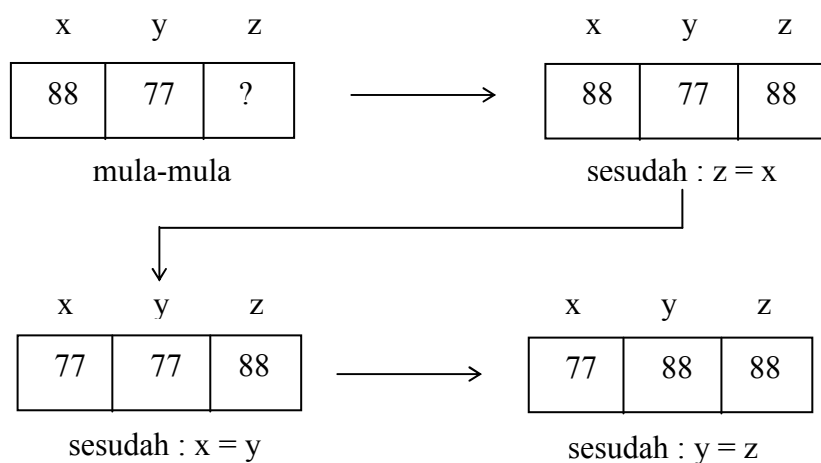 x y z x y z
88 77 ? 88 77 88
mula-mula sesudah : z = x
x y z x y z
77 77 88 77 88 88
sesudah : x = y sesudah : y = z